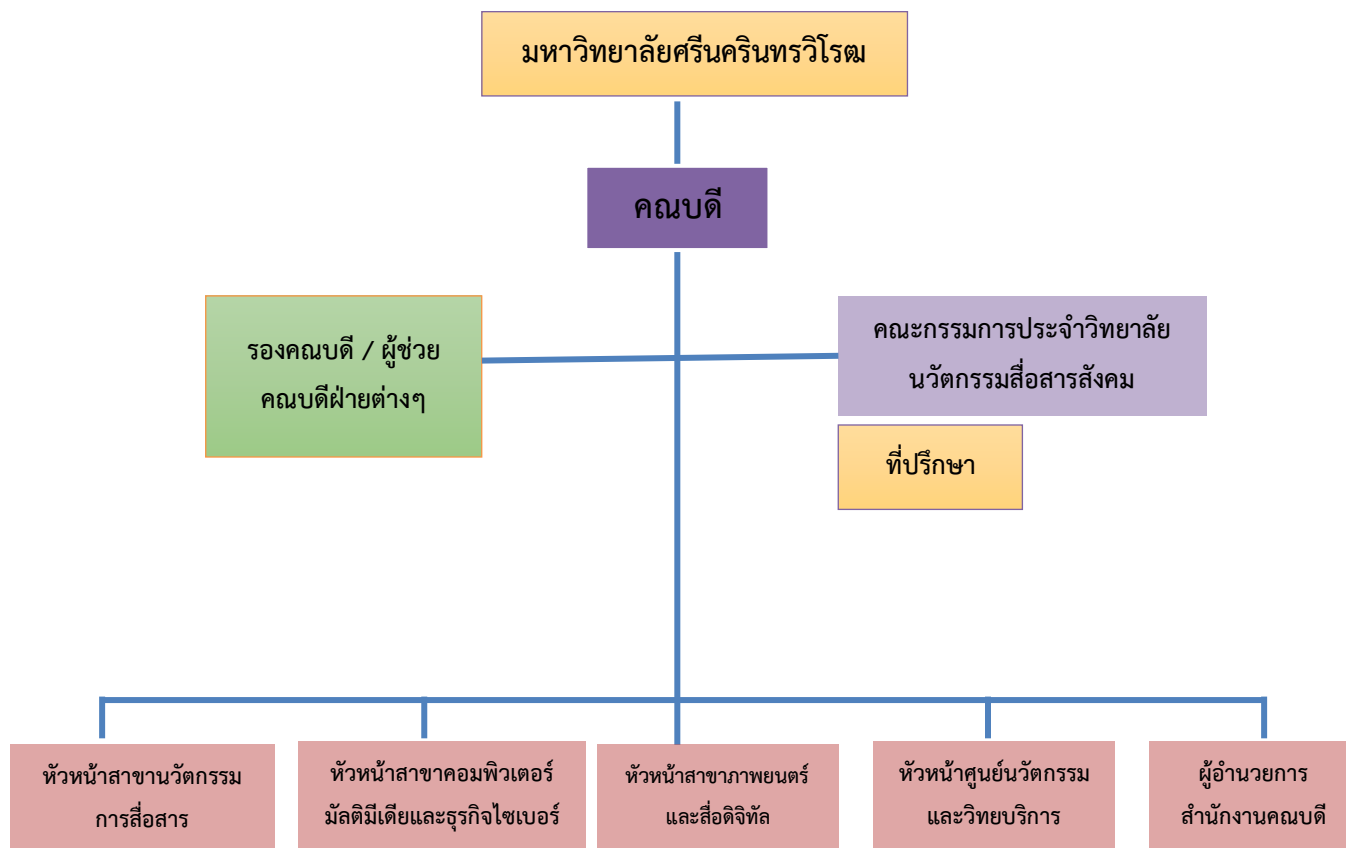 มหาวิทยาลัยศรีนครินทรวิโรฒ
คณบดี
รองคณบดี / ผู้ช่วย
คณบดีฝ่ายต่างๆ
คณะกรรมการประจำวิทยาลัย
นวัตกรรมสื่อสารสังคม
ที่ปรึกษา
หัวหน้าสาขานวัตกรรม
การสื่อสาร
หัวหน้าสาขาคอมพิวเตอร์
มัลติมีเดียและธุรกิจไซเบอร์
หัวหน้าสาขาภาพยนตร์
และสื่อดิจิทัล
หัวหน้าศูนย์นวัตกรรม
และวิทยบริการ
ผู้อำนวยการ
สำนักงานคณบดี